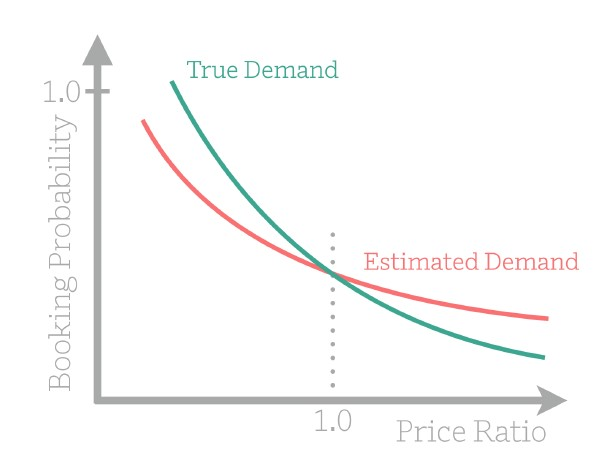 True Demand
1.0
Booking Probability
Estimated Demand
1.0
Price Ratio